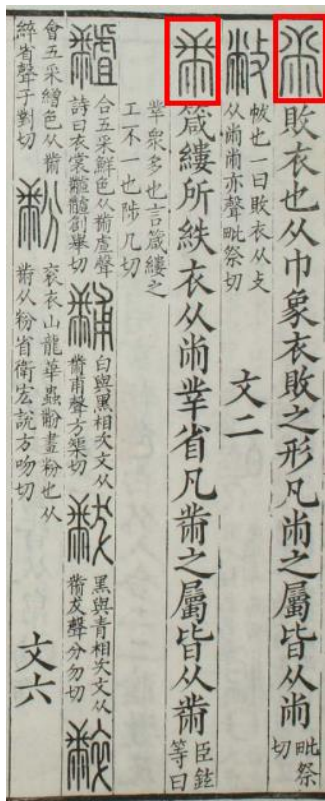 㡀敗衣也从巾象衣敗之形凡㡀之屬皆从㡀毗祭切
敝帗也一曰敗衣从攴
从㡀㡀亦聲毗祭切
文二
黹箴縷所紩衣从㡀丵省凡黹之屬皆从黹臣鉉等曰
丵眾多也言箴縷之
工不一也陟几切
𪓐合五采鮮色从黹虘聲
詩曰衣裳𪓐𪓐創舉切
黼白與黑相次文从
黹甫聲方榘切
黻黑與青相次文从
黹犮聲分勿切
𪓌
會五采繒色从黹
綷省聲子對切
黺袞衣山龍華蟲黺畫粉也从
黹从粉省衛宏說方吻切
文六